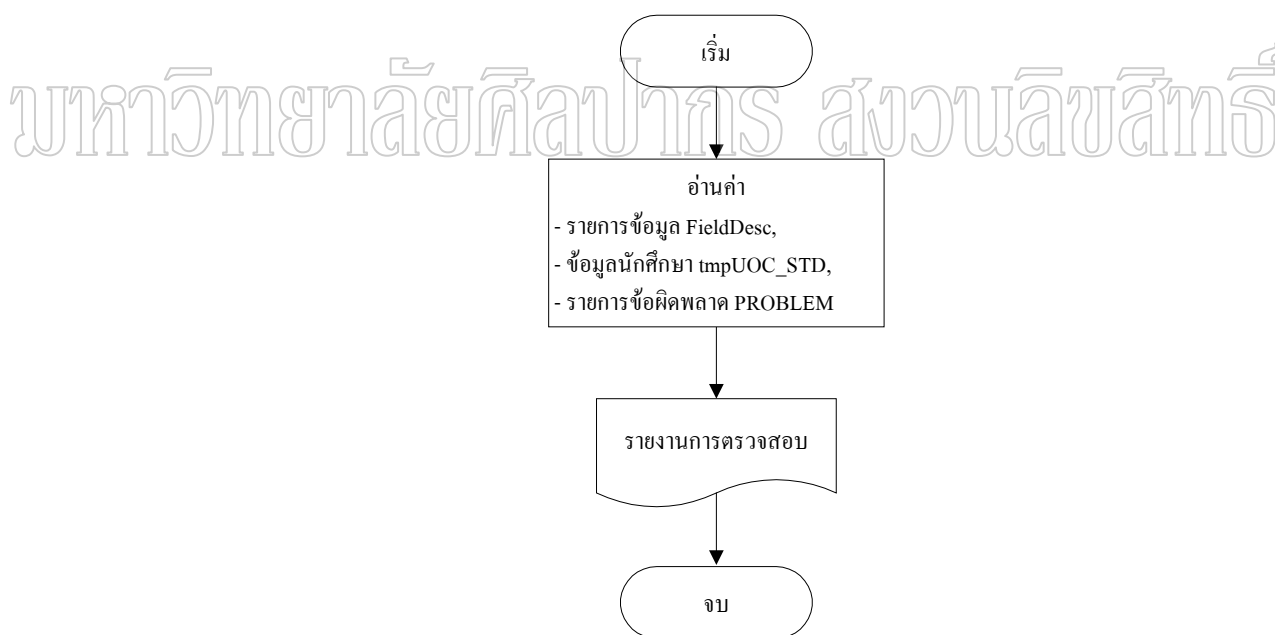 เริ่ม
มหาวิทยาลัยศิลปากร สงวนลิขสิทธิ์
อ่านค่า
- รายการข้อมูล FieldDesc,
- ข้อมูลนักศึกษา tmpUOC_STD,
- รายการข้อผิดพลาด PROBLEM
รายงานการตรวจสอบ
จบ